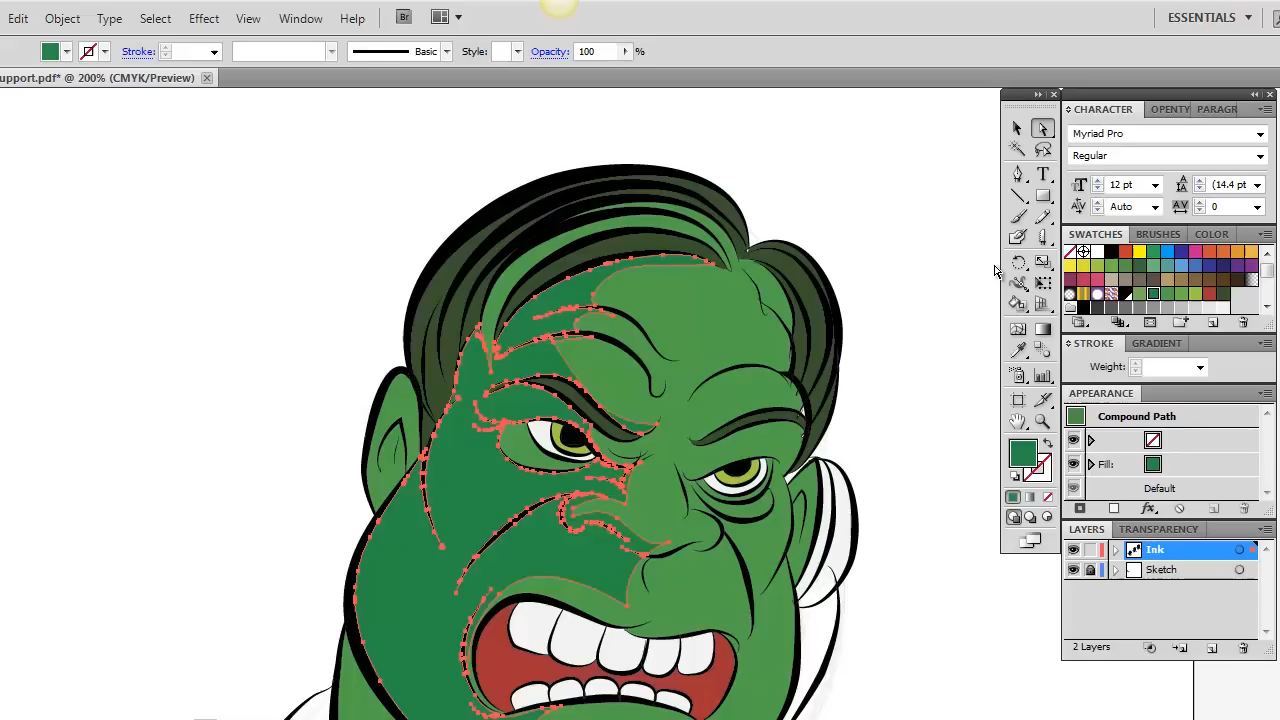 Edit Object Type Select Effect View Window Help Br ESSENTIALS
Stroke: Basic Style: Opacity: 100 %
upport.pdf* @ 200% (CMYK/Preview)
CHARACTER OPENTY PARAGR
Myriad Pro
Regular
12 pt (14.4 pt
Auto 0
SWATCHES BRUSHES COLOR
STROKE GRADIENT
Weight:
APPEARANCE
Compound Path
Fill:
Default
LAYERS TRANSPARENCY
Ink
Sketch
2 Layers